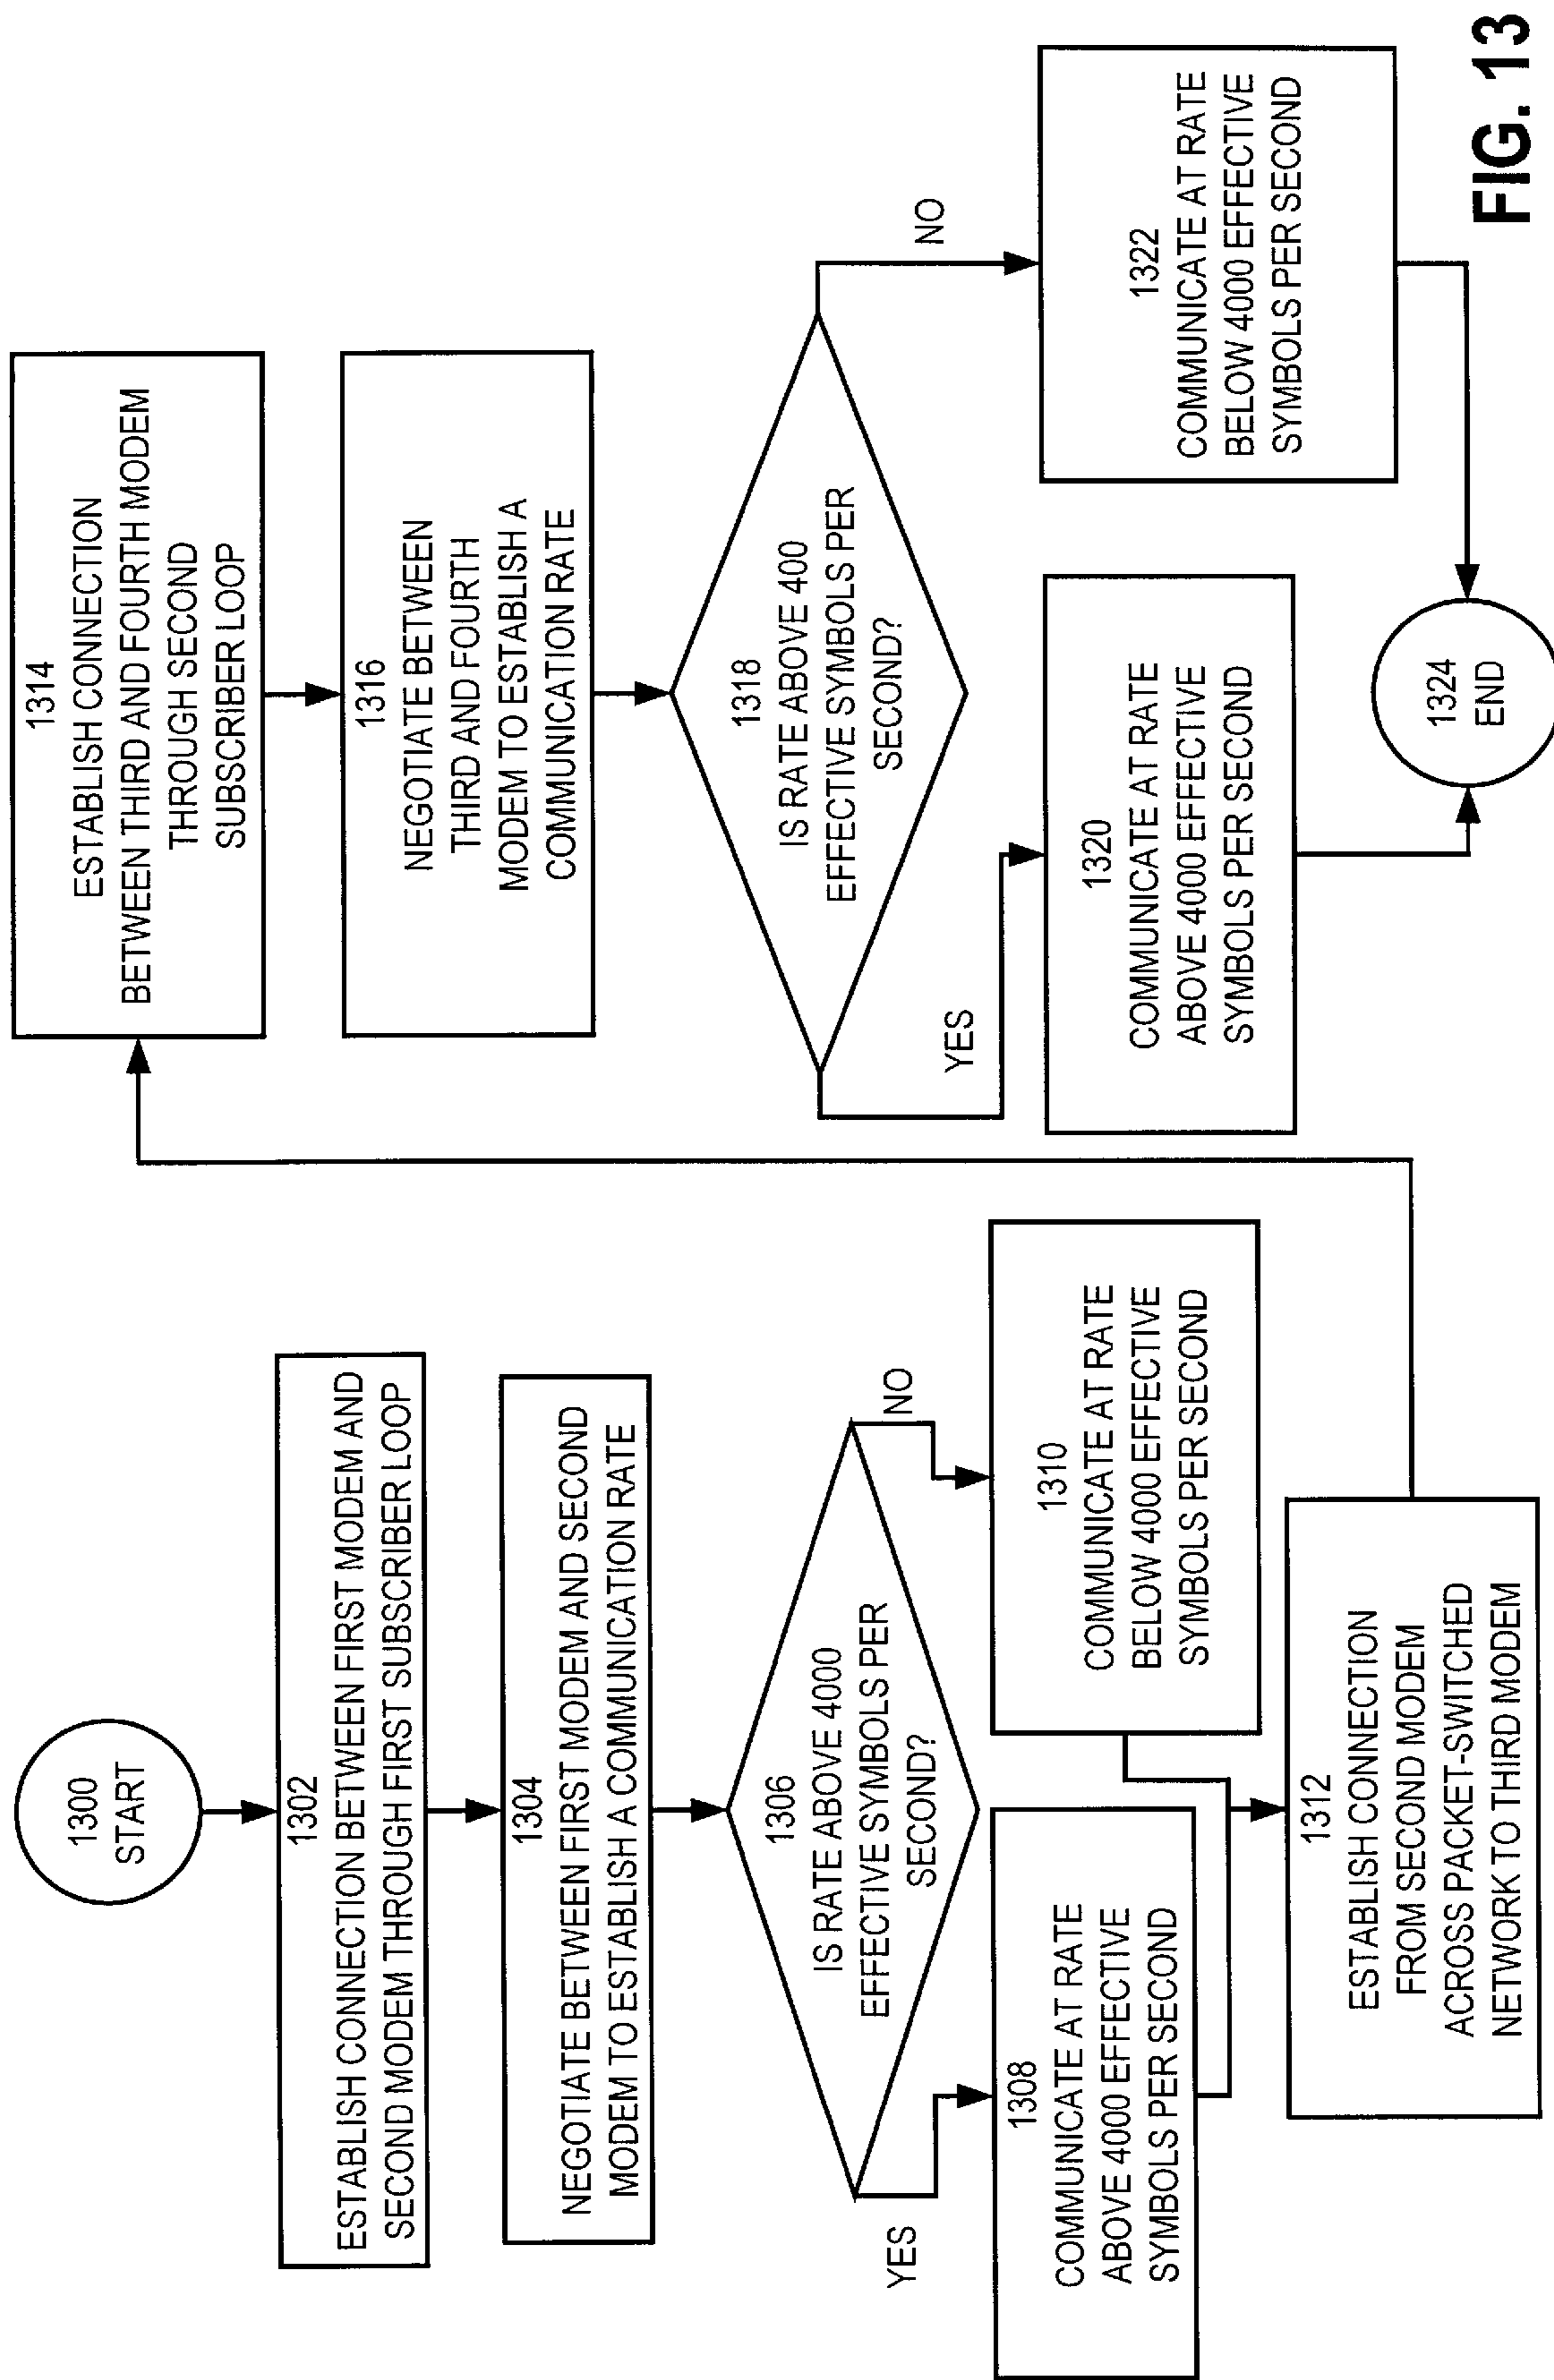 1300
START
1302
ESTABLISH CONNECTION BETWEEN FIRST MODEM AND
SECOND MODEM THROUGH FIRST SUBSCRIBER LOOP
1304
NEGOTIATE BETWEEN FIRST MODEM AND SECOND
MODEM TO ESTABLISH A COMMUNICATION RATE
1306
IS RATE ABOVE 4000
EFFECTIVE SYMBOLS PER
SECOND?
YES
NO
1308
COMMUNICATE AT RATE
ABOVE 4000 EFFECTIVE
SYMBOLS PER SECOND
1310
COMMUNICATE AT RATE
BELOW 4000 EFFECTIVE
SYMBOLS PER SECOND
1312
ESTABLISH CONNECTION
FROM SECOND MODEM
ACROSS PACKET-SWITCHED
NETWORK TO THIRD MODEM
1314
ESTABLISH CONNECTION
BETWEEN THIRD AND FOURTH MODEM
THROUGH SECOND
SUBSCRIBER LOOP
1316
NEGOTIATE BETWEEN
THIRD AND FOURTH
MODEM TO ESTABLISH A
COMMUNICATION RATE
1318
IS RATE ABOVE 400
EFFECTIVE SYMBOLS PER
SECOND?
YES
NO
1320
COMMUNICATE AT RATE
ABOVE 4000 EFFECTIVE
SYMBOLS PER SECOND
1322
COMMUNICATE AT RATE
BELOW 4000 EFFECTIVE
SYMBOLS PER SECOND
1324
END
FIG. 13